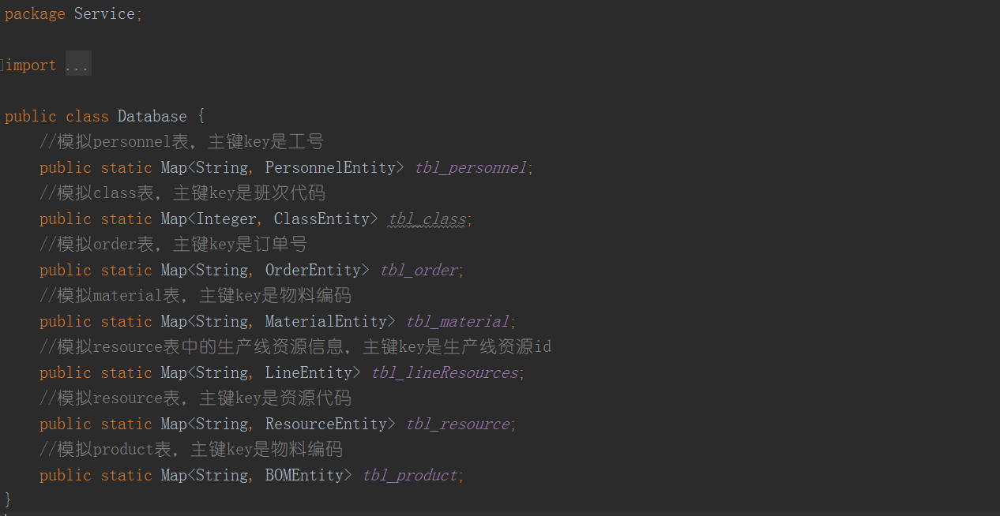 package Service;
import ...
public class Database {
//模拟personnel表，主键key是工号
public static Map<String, PersonnelEntity> tbl_personnel;
//模拟class表，主键key是班次代码
public static Map<Integer, ClassEntity> tbl_class;
//模拟order表，主键key是订单号
public static Map<String, OrderEntity> tbl_order;
//模拟material表，主键key是物料编码
public static Map<String, MaterialEntity> tbl_material;
//模拟resource表中的生产线资源信息，主键key是生产线资源id
public static Map<String, LineEntity> tbl_lineResources;
//模拟resource表，主键key是资源代码
public static Map<String, ResourceEntity> tbl_resource;
//模拟product表，主键key是物料编码
public static Map<String, BOMEntity> tbl_product;
}